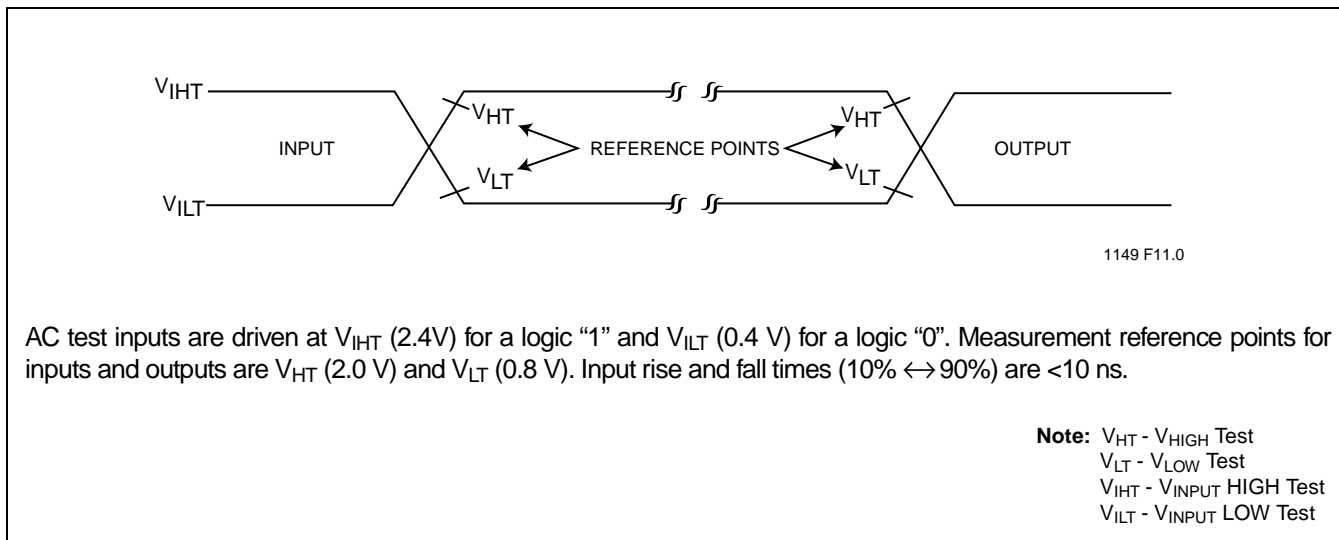 VIHT
VHT
VHT
INPUT
REFERENCE POINTS
OUTPUT
VLT
VLT
VILT
1149 F11.0
AC test inputs are driven at VIHT (2.4V) for a logic “1” and VILT (0.4 V) for a logic “0”. Measurement reference points for
inputs and outputs are VHT (2.0 V) and VLT (0.8 V). Input rise and fall times (10% ↔ 90%) are <10 ns.
Note: VHT - VHIGH Test
VLT - VLOW Test
VIHT - VINPUT HIGH Test
VILT - VINPUT LOW Test